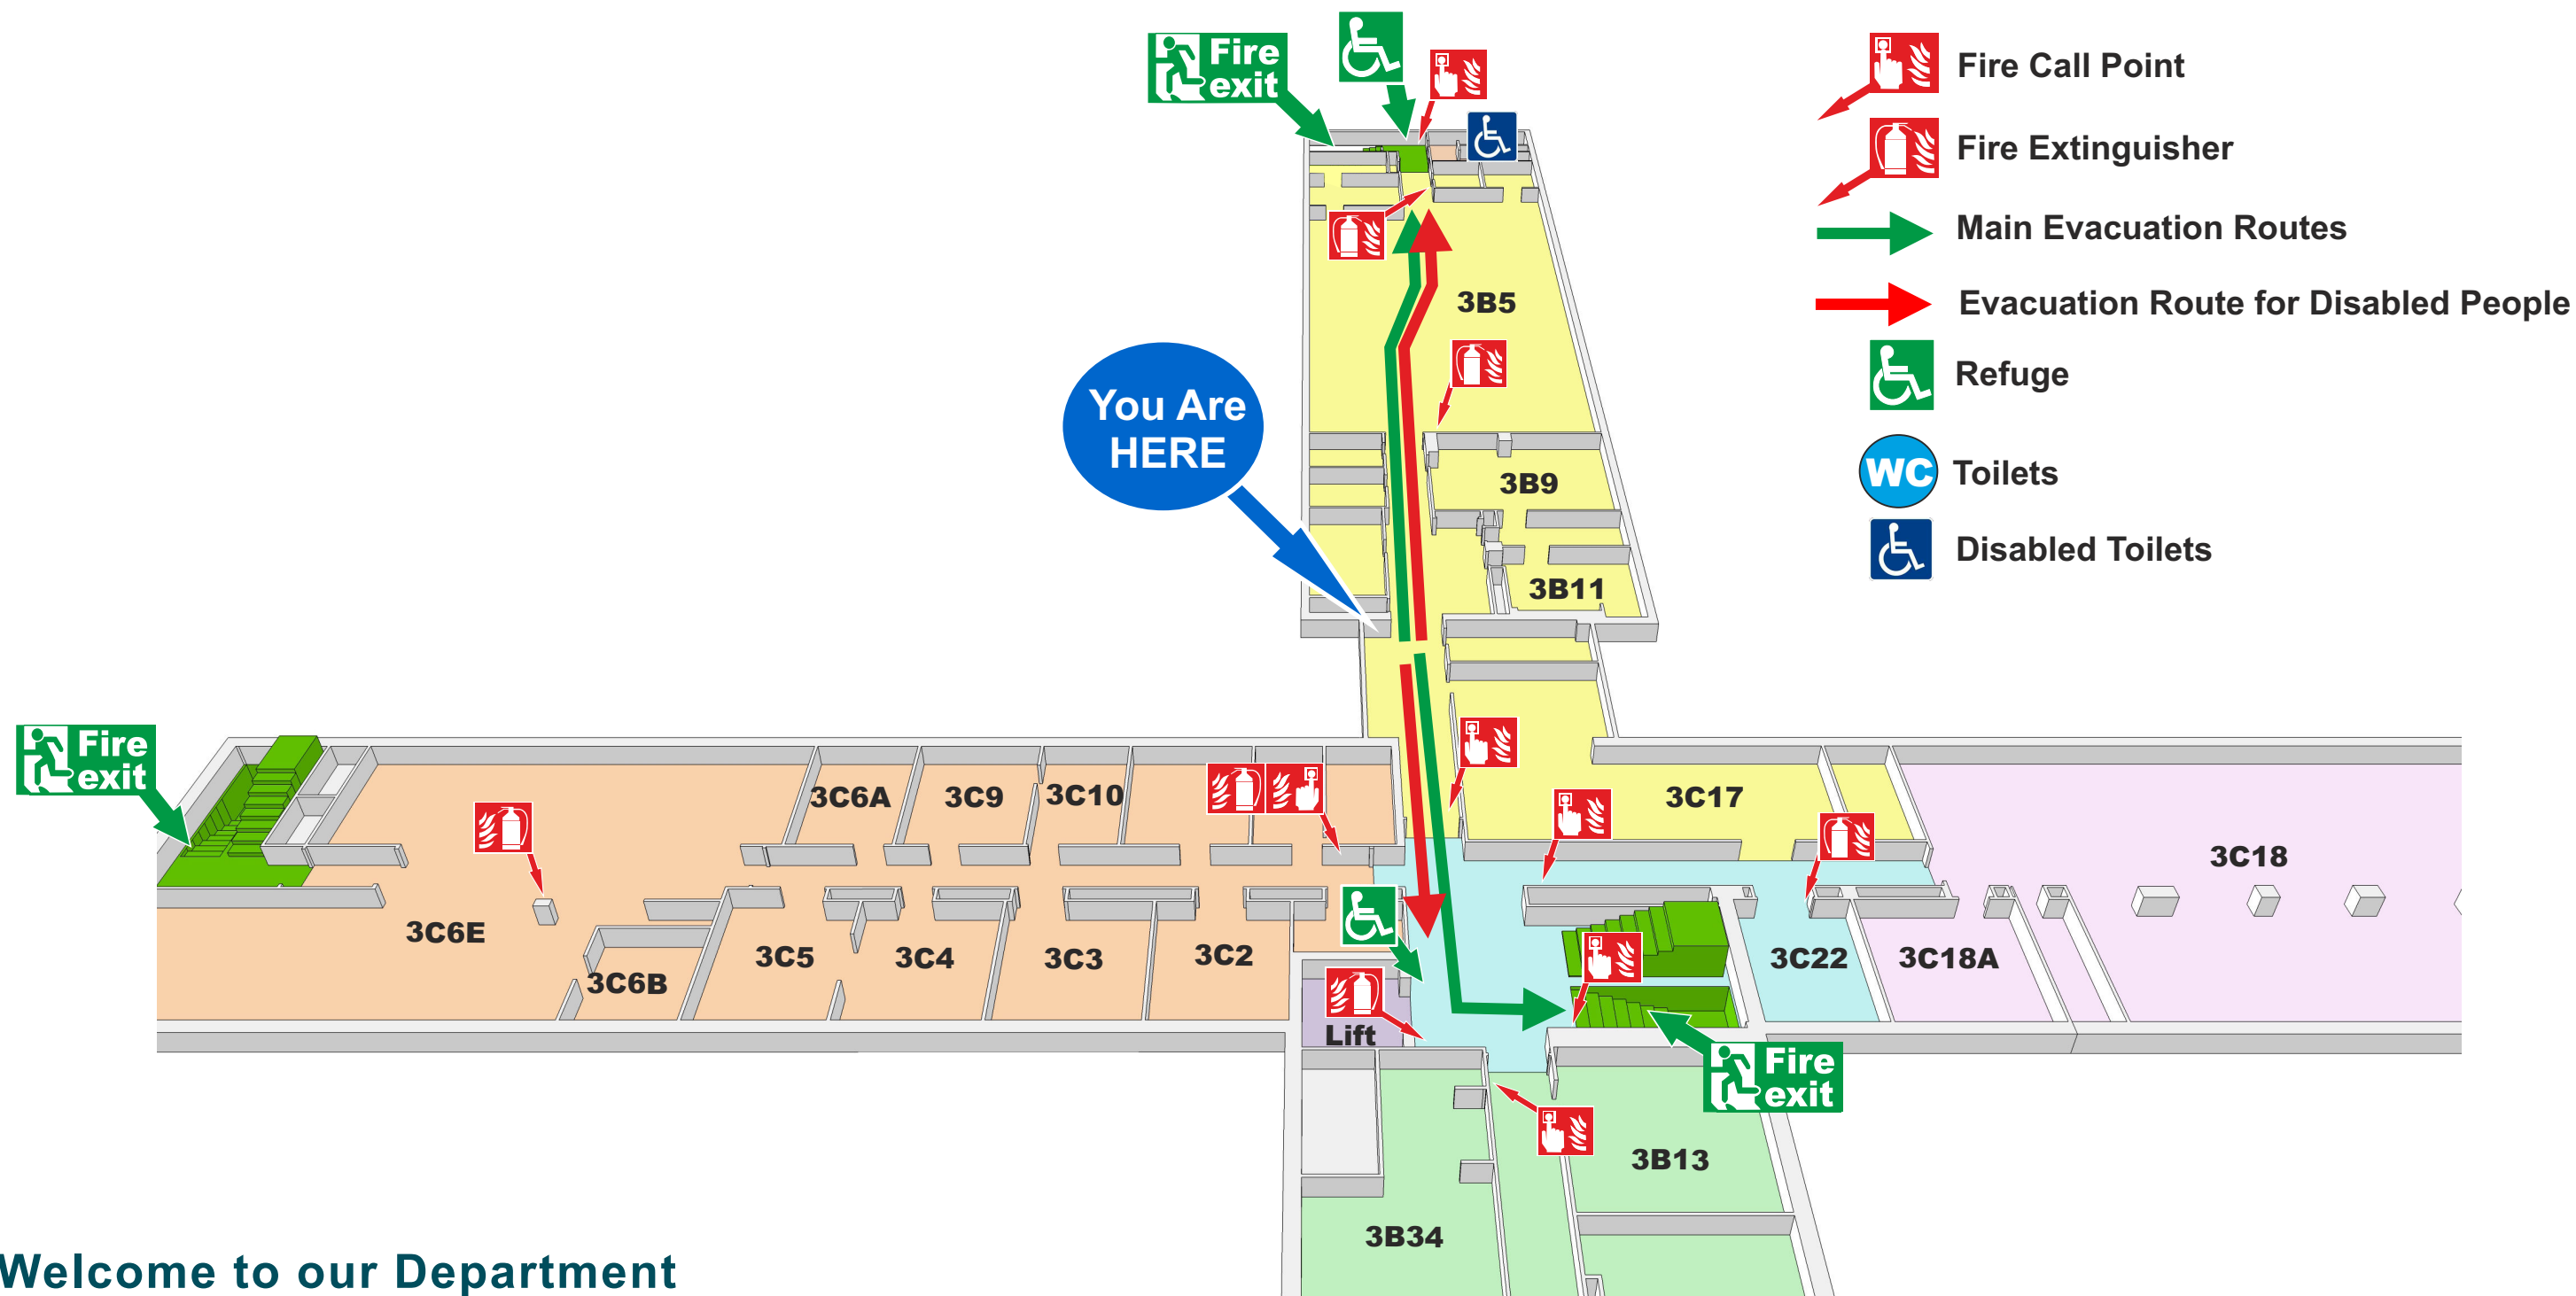 Fire
exit
Fire Call Point
Fire Extinguisher
Main Evacuation Routes
Evacuation Route for Disabled People
Refuge
WC Toilets
Disabled Toilets
3B5
You Are
HERE
3B9
3B11
Fire
exit
3C6A
3C9
3C10
3C17
3C18
3C6E
3C6B
3C5
3C4
3C3
3C2
3C22
3C18A
Lift
Fire
exit
3B13
3B34
Welcome to our Department